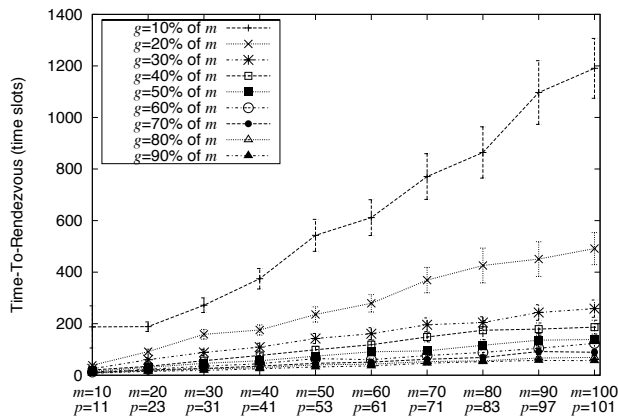 1400
1200
1000
800
600
400
200
0
Time-To-Rendezvous (time slots)
g=10% of m
g=20% of m
g=30% of m
g=40% of m
g=50% of m
g=60% of m
g=70% of m
g=80% of m
g=90% of m
m=10 m=20 m=30 m=40 m=50 m=60 m=70 m=80 m=90 m=100
p=11 p=23 p=31 p=41 p=53 p=61 p=71 p=83 p=97 p=101